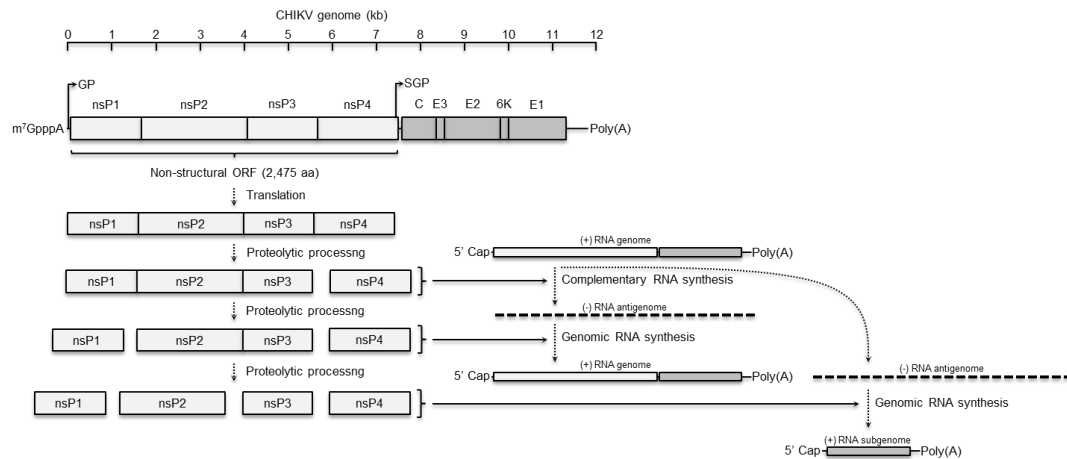 CHIKV genome (kb)
0 1 2 3 4 5 6 7 8 9 10 11 12
GP SGP
nsP1 nsP2 nsP3 nsP4 C E3 E2 6K E1
m⁷GpppA Poly(A)
Non-structural ORF (2,475 aa)
Translation
nsP1 nsP2 nsP3 nsP4
Proteolytic processng
5' Cap (+) RNA genome Poly(A)
nsP1 nsP2 nsP3 nsP4
Complementary RNA synthesis
Proteolytic processng
(-) RNA antigenome
nsP1 nsP2 nsP3 nsP4
Genomic RNA synthesis
Proteolytic processng
5' Cap (+) RNA genome Poly(A)
(-) RNA antigenome
nsP1 nsP2 nsP3 nsP4
Genomic RNA synthesis
5' Cap (+) RNA subgenome Poly(A)